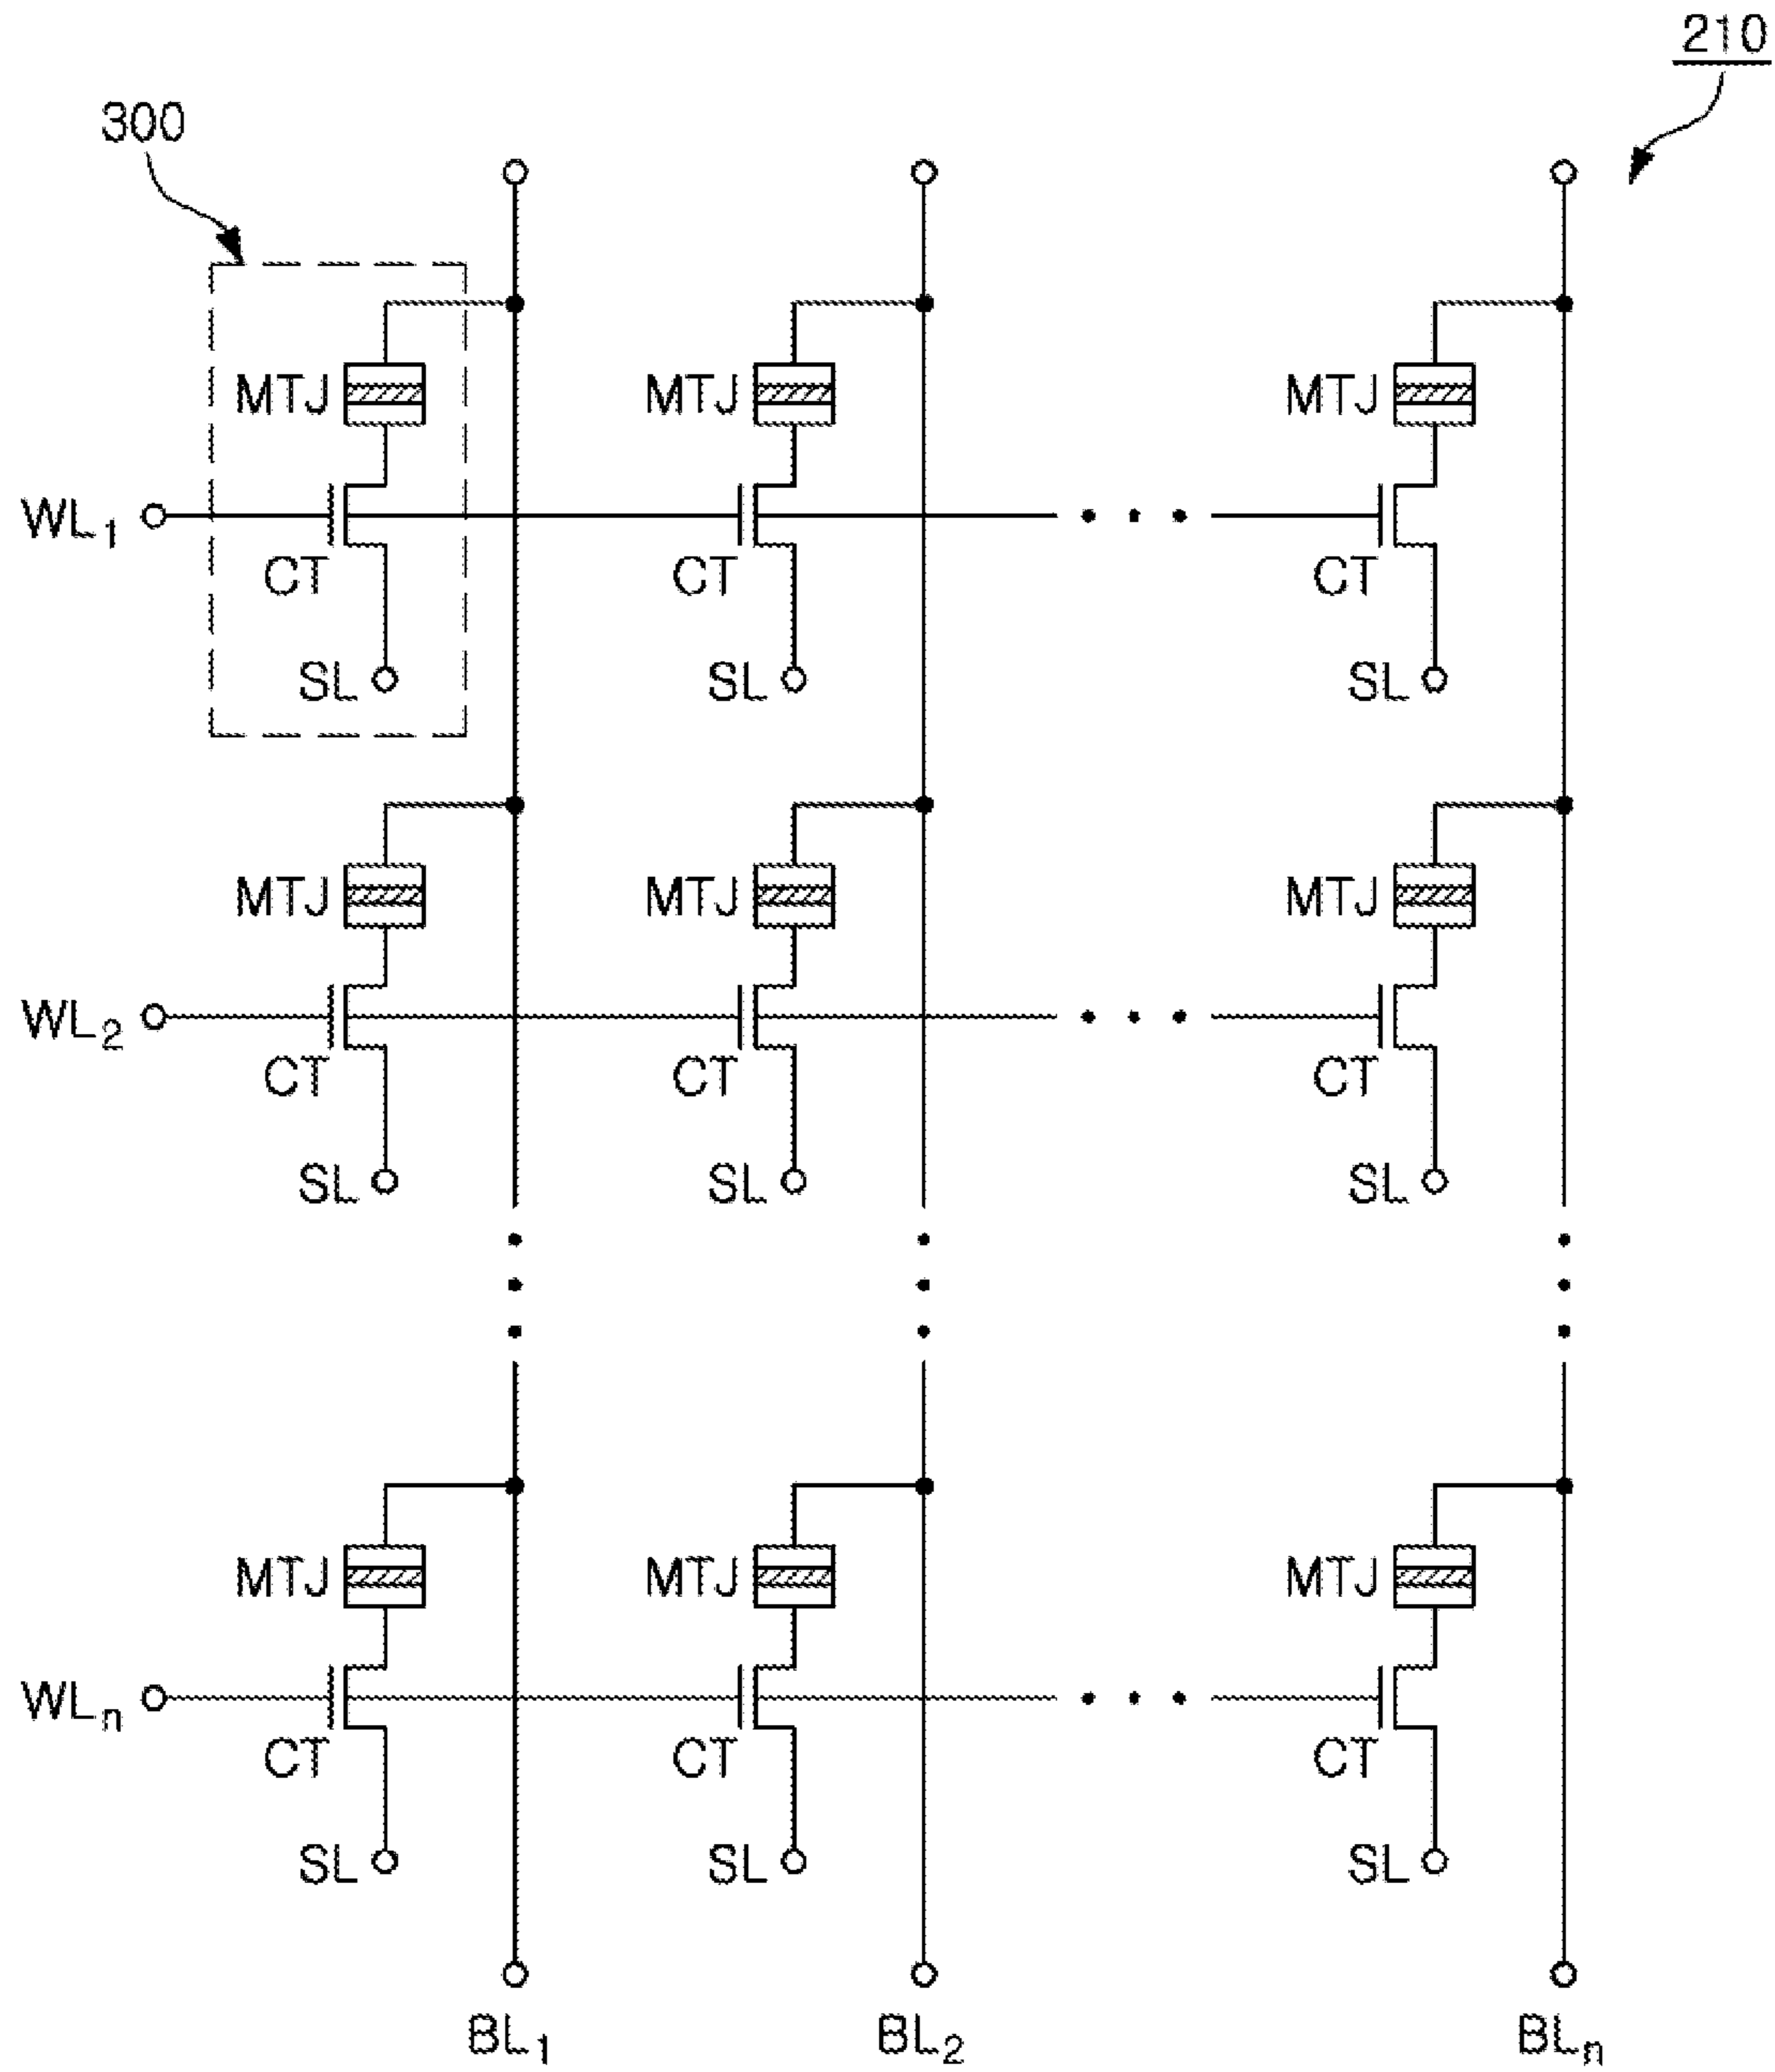 210
300
MTJ MTJ MTJ
WL₁ . . .
CT CT CT
SL SL SL
MTJ MTJ MTJ
WL₂ . . .
CT CT CT
SL SL SL
MTJ MTJ MTJ
WLₙ . . .
CT CT CT
SL SL SL
BL₁ BL₂ BLₙ